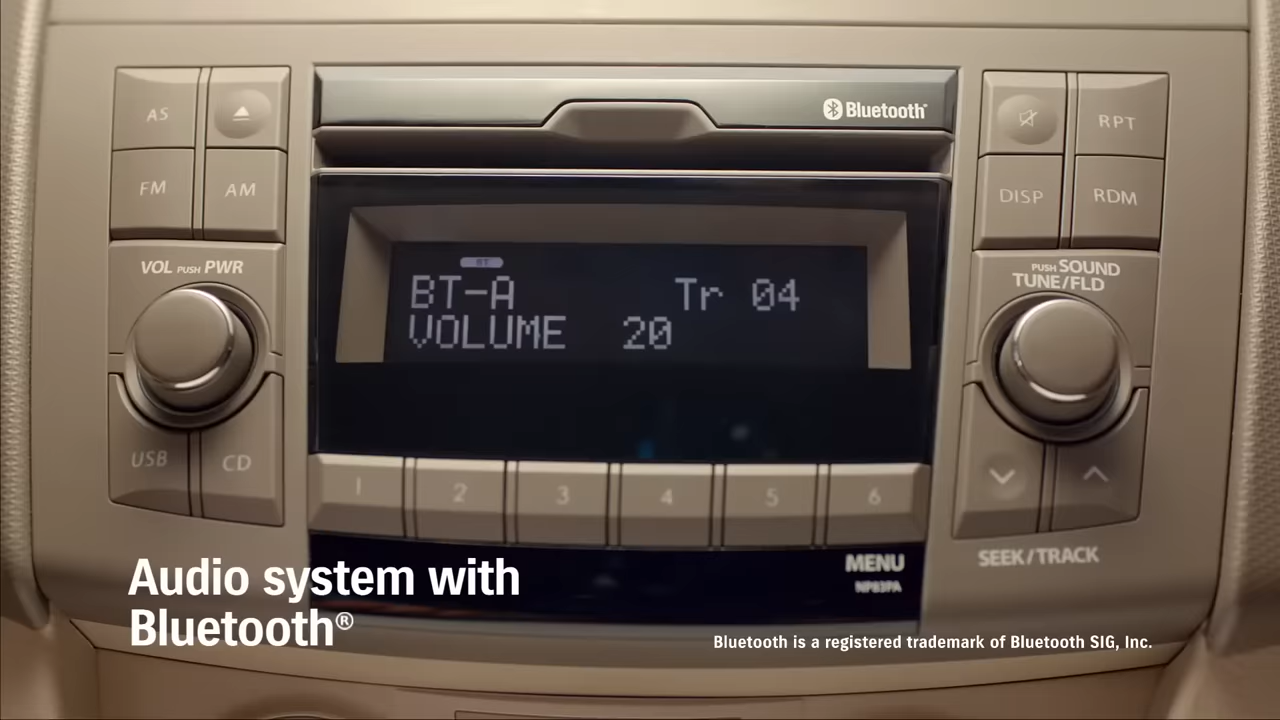 Bluetooth
AS
RPT
FM
AM
DISP
RDM
VOL PUSH PWR
PUSH SOUND
TUNE/FLD
BT
BT-A Tr 04
VOLUME 20
USB
CD
1
2
3
4
5
6
MENU
NP83PA
SEEK/TRACK
Audio system with
Bluetooth®
Bluetooth is a registered trademark of Bluetooth SIG, Inc.